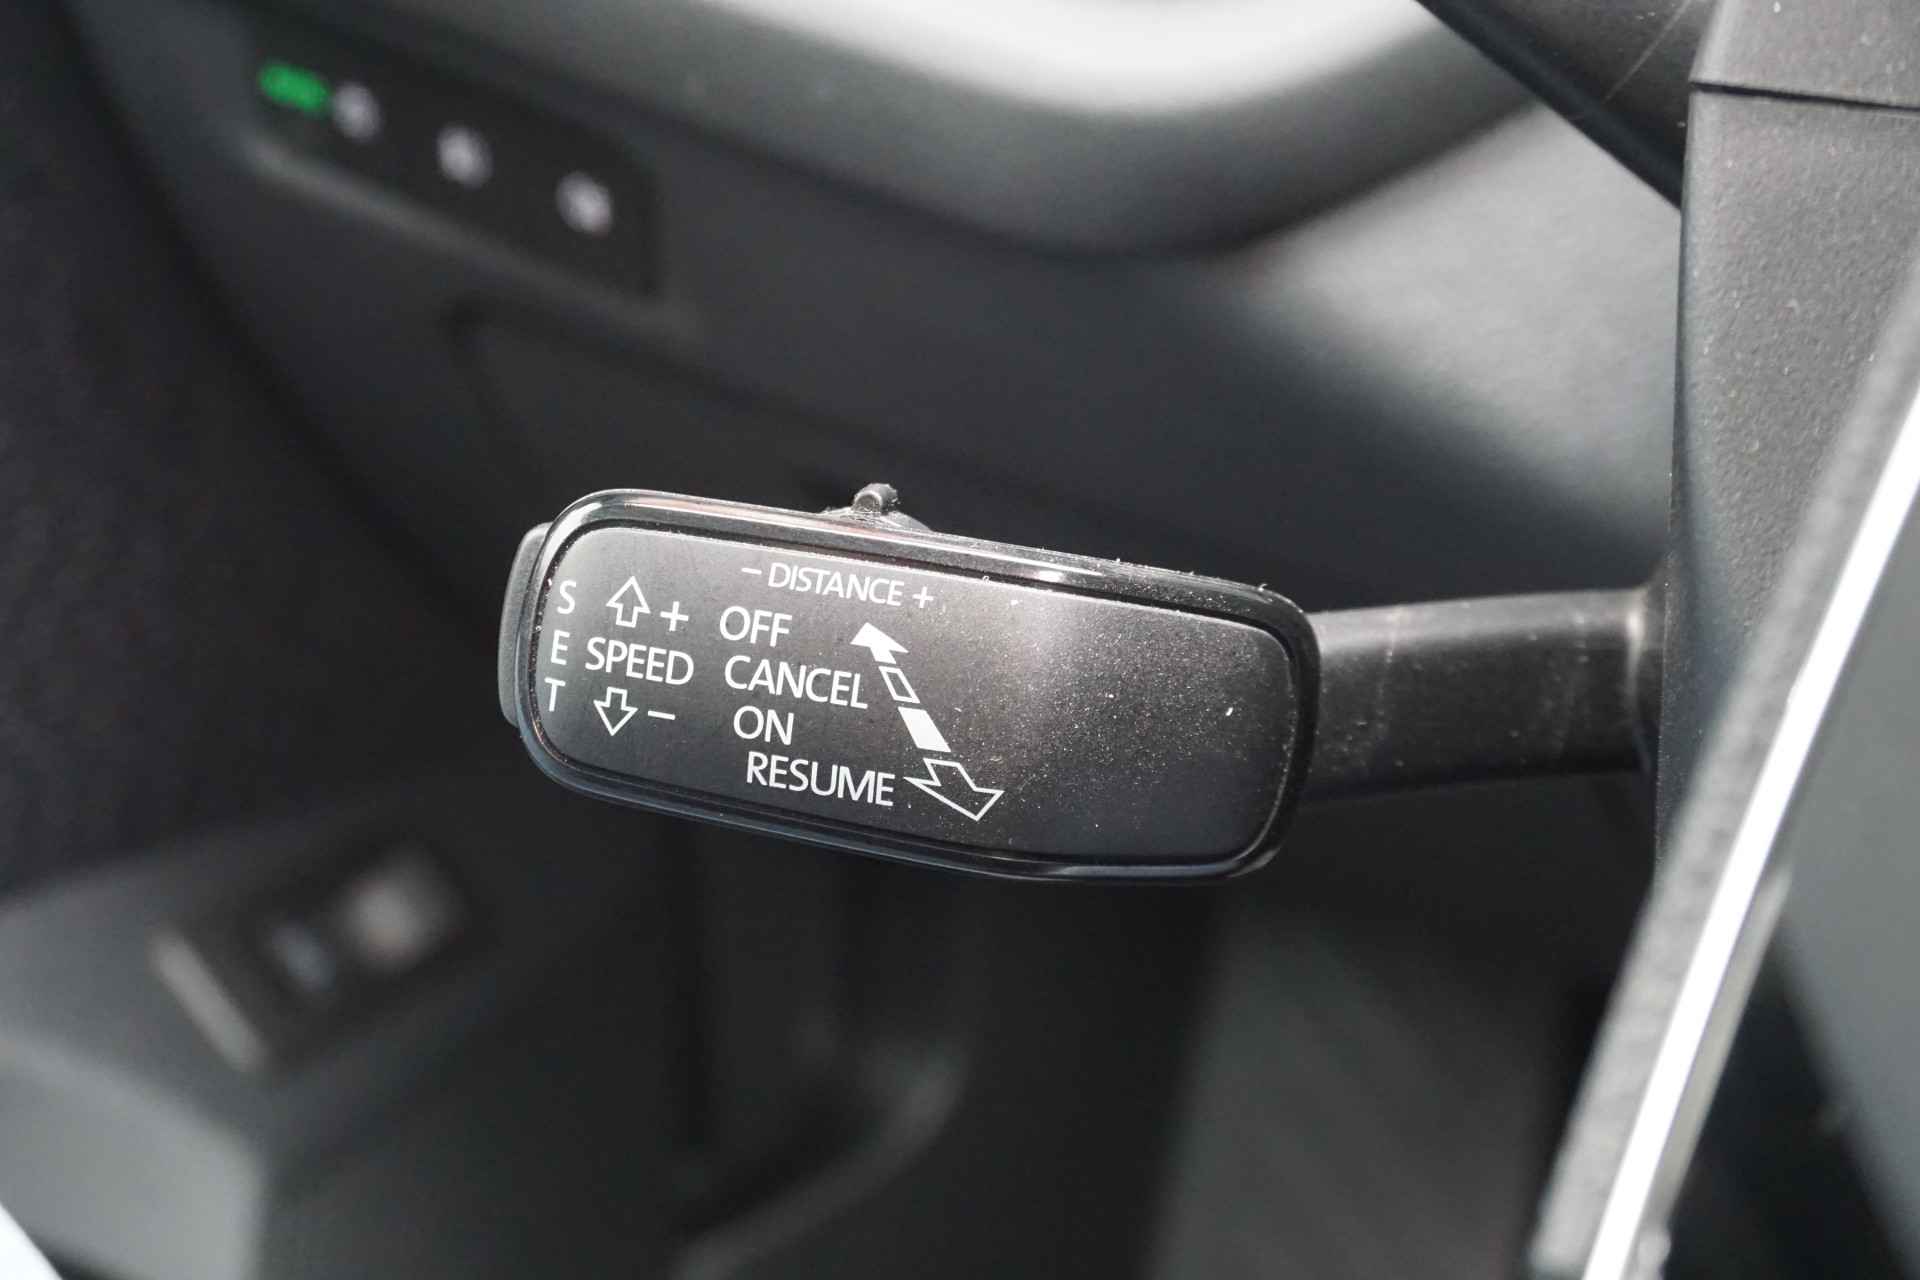 − DISTANCE +
S
E
T
+
SPEED
−
OFF
CANCEL
ON
RESUME